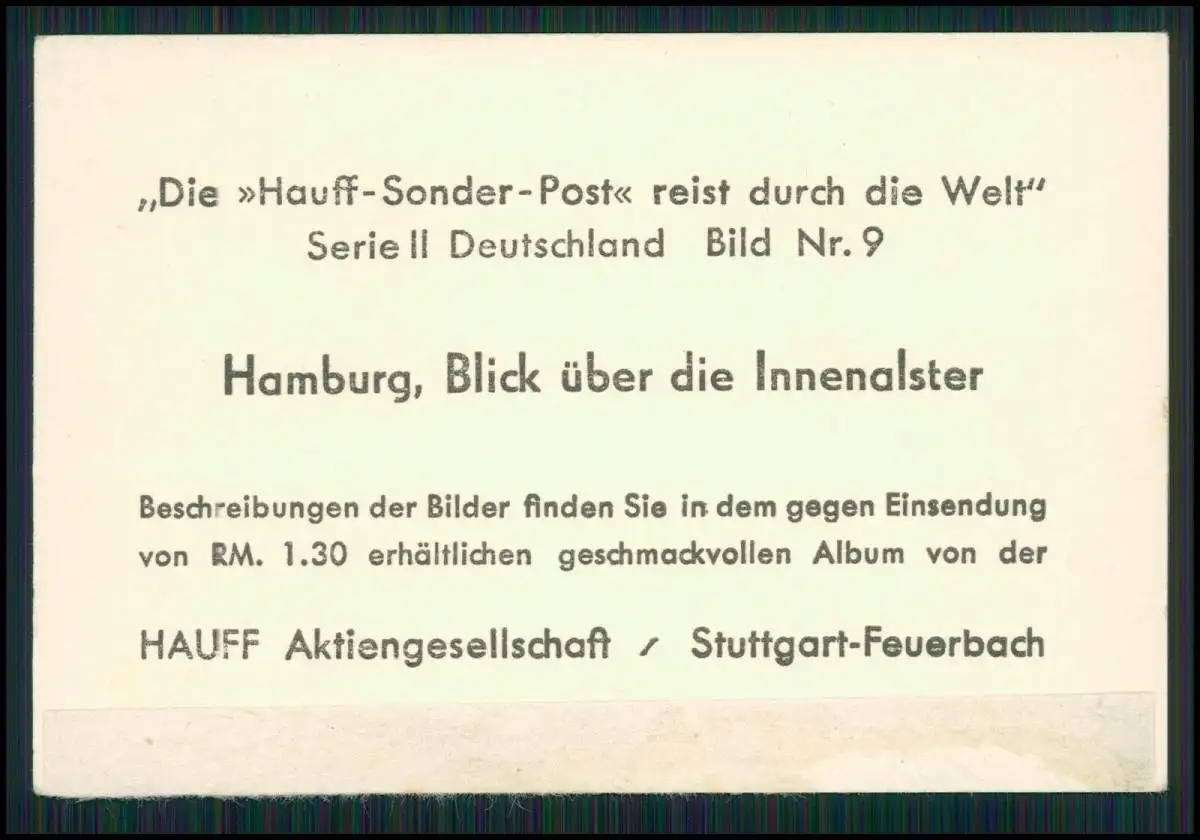 „Die »Hauff-Sonder-Post« reist durch die Welt“
Serie II Deutschland Bild Nr. 9
Hamburg, Blick über die Innenalster
Beschreibungen der Bilder finden Sie in dem gegen Einsendung
von RM. 1.30 erhältlichen geschmackvollen Album von der
HAUFF Aktiengesellschaft / Stuttgart-Feuerbach